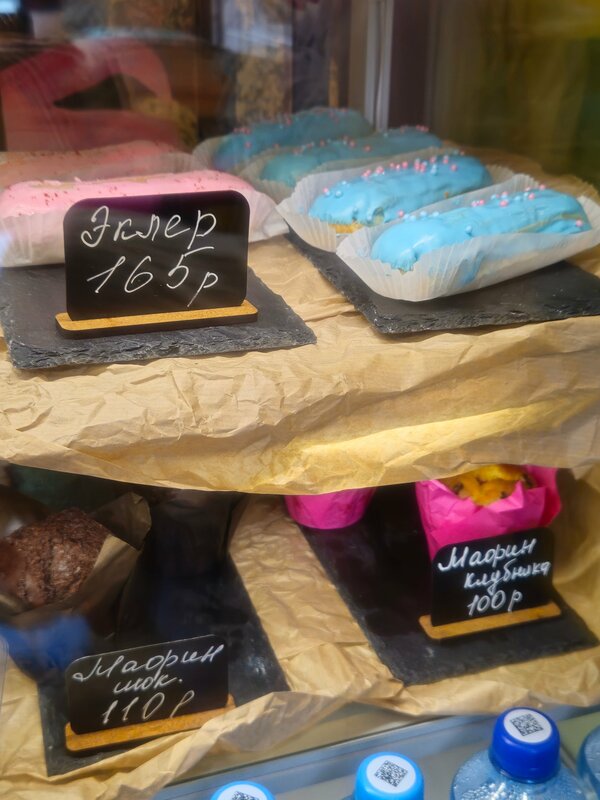 Эклер
165р
Мафин
клубника
100р
Мафин
шок.
110р